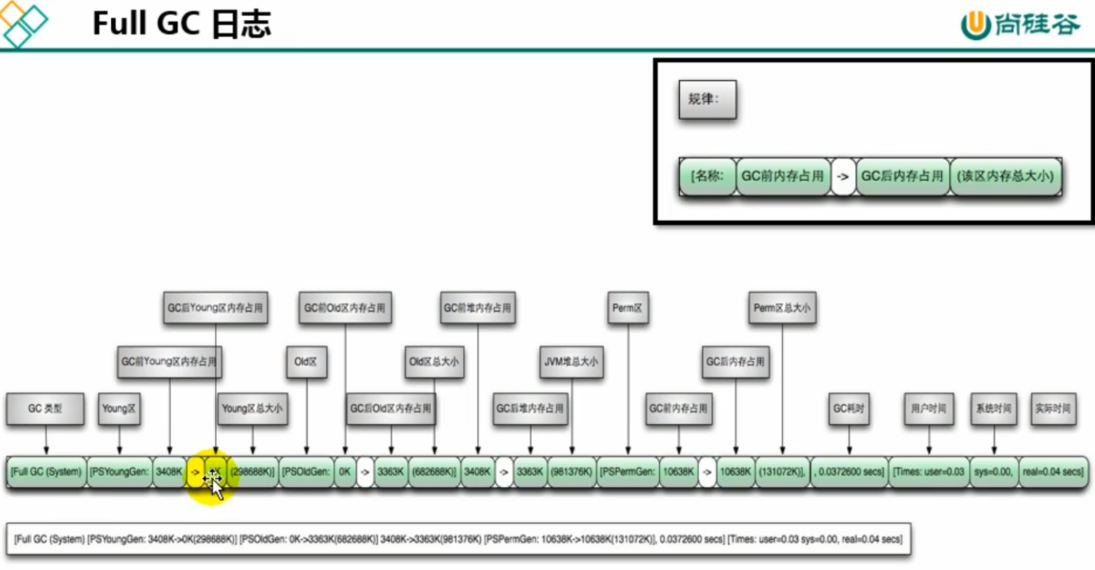 Full GC 日志
尚硅谷
规律:
[名称: GC前内存占用 -> GC后内存占用 (该区内存总大小)
GC后Young区内存占用 GC前Old区内存占用 GC前堆内存占用 Perm区 Perm区总大小
GC前Young区内存占用 Old区 Old区总大小 JVM堆总大小 GC后内存占用
GC 类型 Young区 Young区总大小 GC后Old区内存占用 GC后堆内存占用 GC前内存占用 GC耗时 用户时间 系统时间 实际时间
[Full GC (System) [PSYoungGen: 3408K -> (298688K)] [PSOldGen: 0K -> 3363K (682688K)] 3408K -> 3363K (981376K) [PSPermGen: 10638K -> 10638K (131072K)], , 0.0372600 secs] [Times: user=0.03 sys=0.00, real=0.04 secs]
[Full GC (System) [PSYoungGen: 3408K->0K(298688K)] [PSOldGen: 0K->3363K(682688K)] 3408K->3363K(981376K) [PSPermGen: 10638K->10638K(131072K)], 0.0372600 secs] [Times: user=0.03 sys=0.00, real=0.04 secs]